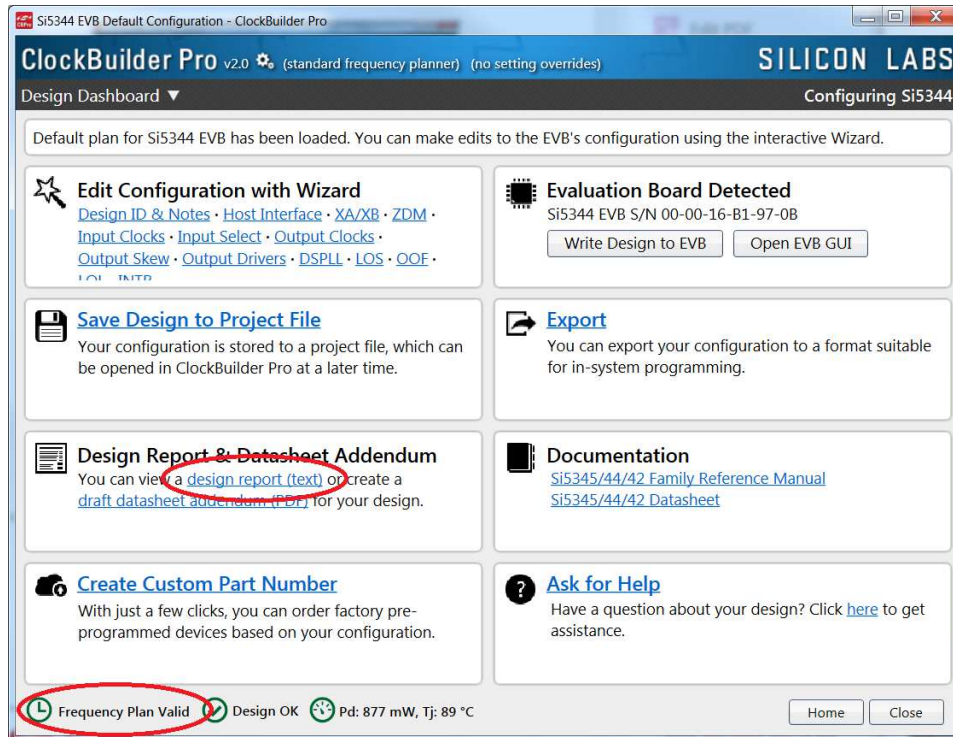 Si5344 EVB Default Configuration - ClockBuilder Pro
ClockBuilder Pro v2.0 (standard frequency planner) (no setting overrides) SILICON LABS
Design Dashboard ▼ Configuring Si5344
Default plan for Si5344 EVB has been loaded. You can make edits to the EVB's configuration using the interactive Wizard.
Edit Configuration with Wizard
Design ID & Notes · Host Interface · XA/XB · ZDM ·
Input Clocks · Input Select · Output Clocks ·
Output Skew · Output Drivers · DSPLL · LOS · OOF ·
LOL · INTR
Evaluation Board Detected
Si5344 EVB S/N 00-00-16-B1-97-0B
Write Design to EVB Open EVB GUI
Save Design to Project File
Your configuration is stored to a project file, which can
be opened in ClockBuilder Pro at a later time.
Export
You can export your configuration to a format suitable
for in-system programming.
Design Report & Datasheet Addendum
You can view a design report (text) or create a
draft datasheet addendum (PDF) for your design.
Documentation
Si5345/44/42 Family Reference Manual
Si5345/44/42 Datasheet
Create Custom Part Number
With just a few clicks, you can order factory pre-
programmed devices based on your configuration.
Ask for Help
Have a question about your design? Click here to get
assistance.
Frequency Plan Valid Design OK Pd: 877 mW, Tj: 89 °C Home Close